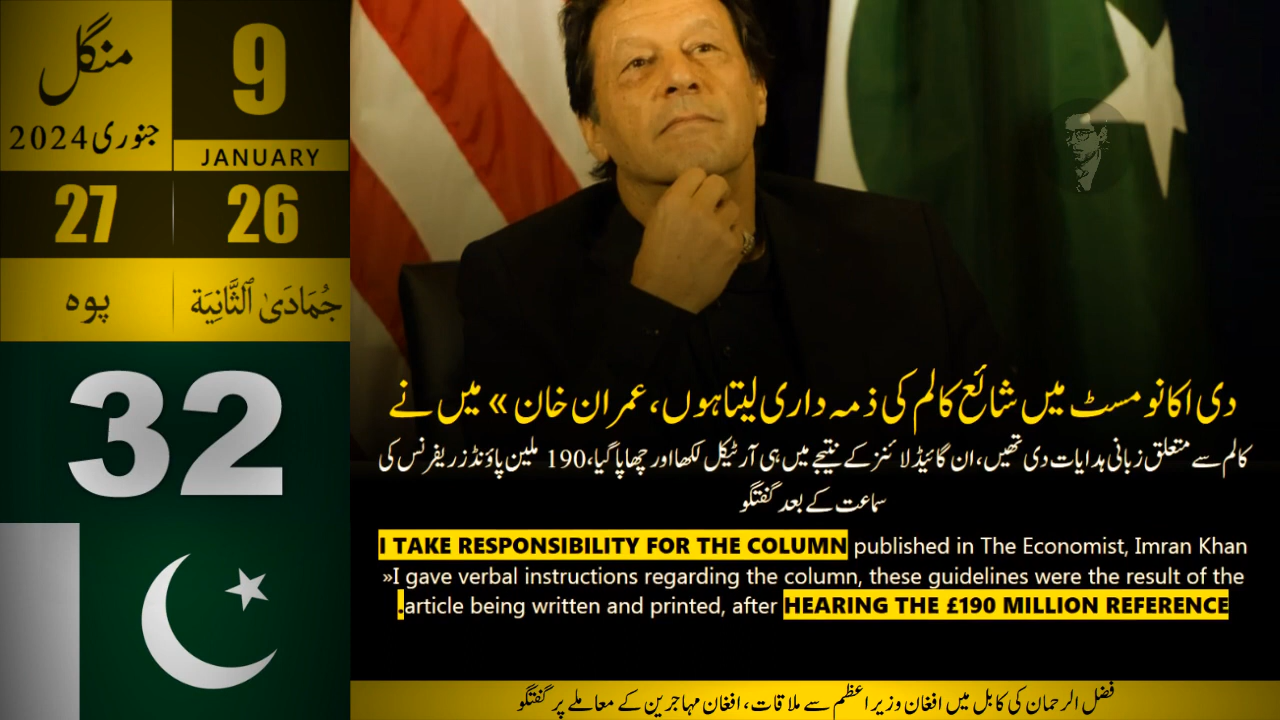 منگل
جنوری 2024
9
JANUARY
27
26
پوہ
جُمَادَىٰ ٱلثَّانِيَة
32
دی اکانومسٹ میں شائع کالم کی ذمہ داری لیتا ہوں، عمران خان » میں نے
کالم سے متعلق زبانی ہدایات دی تھیں، ان گائیڈ لائنز کے نتیجے میں ہی آرٹیکل لکھا اور چھاپا گیا، 190 ملین پاؤنڈز ریفرنس کی
سماعت کے بعد گفتگو
I TAKE RESPONSIBILITY FOR THE COLUMN published in The Economist, Imran Khan
»I gave verbal instructions regarding the column, these guidelines were the result of the
.article being written and printed, after HEARING THE £190 MILLION REFERENCE
فضل الرحمان کی کابل میں افغان وزیر اعظم سے ملاقات، افغان مہاجرین کے معاملے پر گفتگو